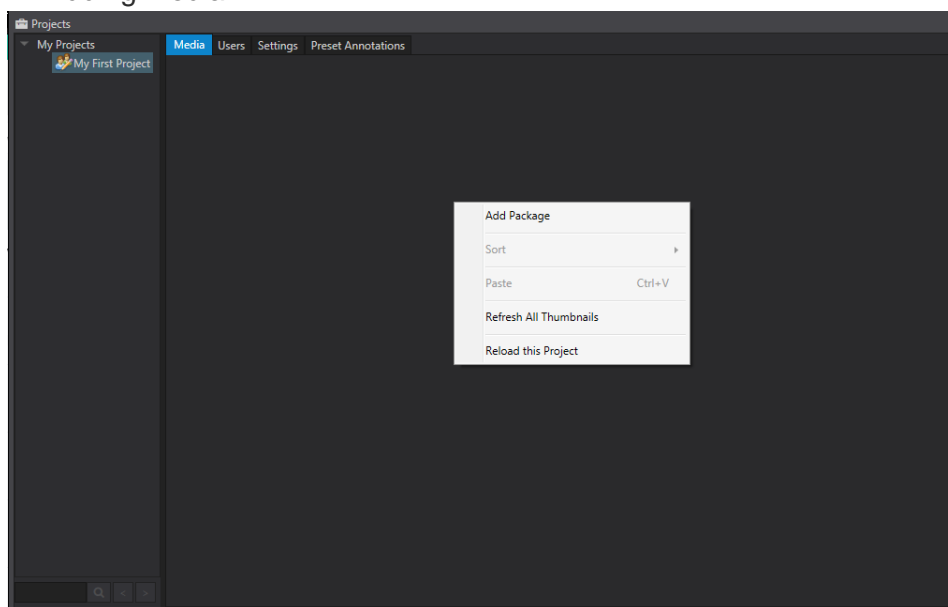 Projects
My Projects
My First Project
Media Users Settings Preset Annotations
Add Package
Sort
Paste Ctrl+V
Refresh All Thumbnails
Reload this Project